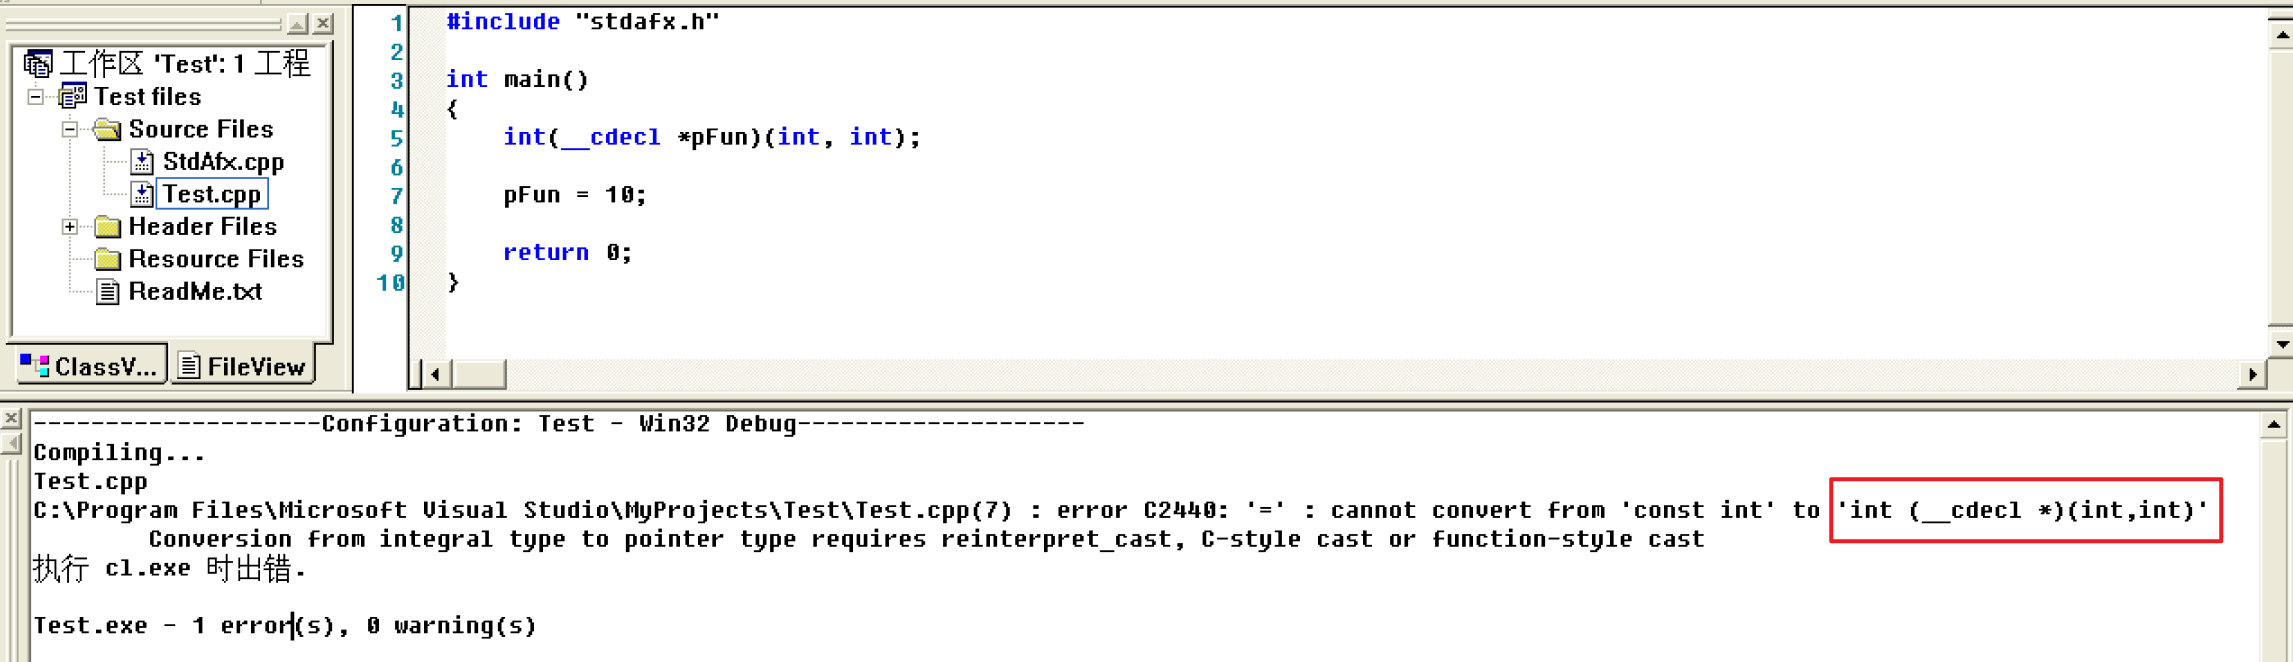 工作区 'Test': 1 工程
Test files
Source Files
StdAfx.cpp
Test.cpp
Header Files
Resource Files
ReadMe.txt
ClassV...
FileView
1 #include "stdafx.h"
2
3 int main()
4 {
5 int(__cdecl *pFun)(int, int);
6
7 pFun = 10;
8
9 return 0;
10 }
--------------------Configuration: Test - Win32 Debug--------------------
Compiling...
Test.cpp
C:\Program Files\Microsoft Visual Studio\MyProjects\Test\Test.cpp(7) : error C2440: '=' : cannot convert from 'const int' to 'int (__cdecl *)(int,int)'
Conversion from integral type to pointer type requires reinterpret_cast, C-style cast or function-style cast
执行 cl.exe 时出错.
Test.exe - 1 error(s), 0 warning(s)